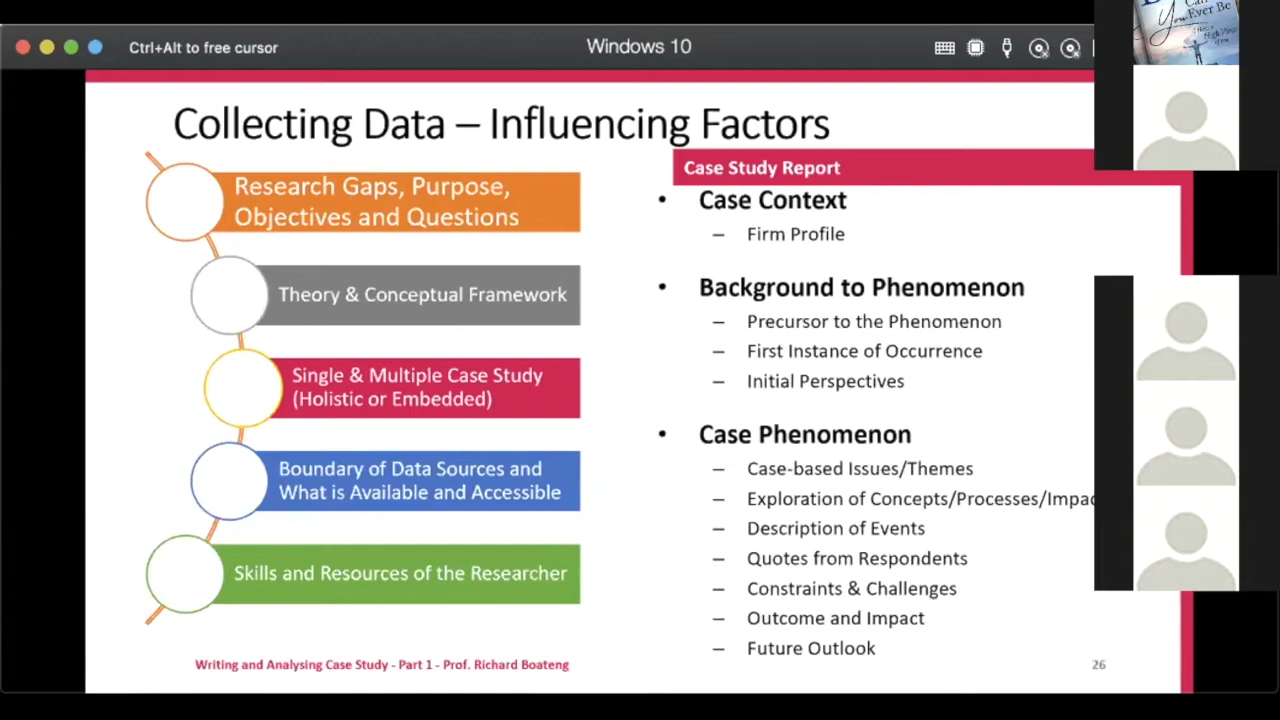 Ctrl+Alt to free cursor
Windows 10
You Ever Be
Collecting Data – Influencing Factors
Research Gaps, Purpose,
Objectives and Questions
Theory & Conceptual Framework
Single & Multiple Case Study
(Holistic or Embedded)
Boundary of Data Sources and
What is Available and Accessible
Skills and Resources of the Researcher
Case Study Report
• Case Context
– Firm Profile
• Background to Phenomenon
– Precursor to the Phenomenon
– First Instance of Occurrence
– Initial Perspectives
• Case Phenomenon
– Case-based Issues/Themes
– Exploration of Concepts/Processes/Impac
– Description of Events
– Quotes from Respondents
– Constraints & Challenges
– Outcome and Impact
– Future Outlook
Writing and Analysing Case Study - Part 1 - Prof. Richard Boateng
26